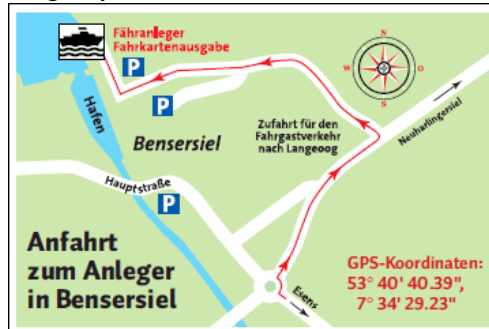 Fähranleger
Fahrkartenausgabe
P
P
N
W
O
S
Hafen
Bensersiel
Zufahrt für den
Fahrgastverkehr
nach Langeoog
Neuharlingersiel
Hauptstraße
P
Anfahrt
zum Anleger
in Bensersiel
GPS-Koordinaten:
53° 40' 40.39",
7° 34' 29.23"
Esens